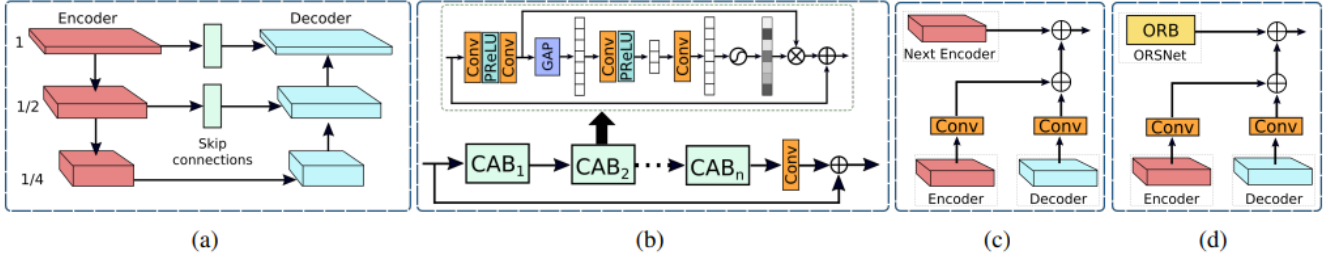 Encoder
Decoder
1
1/2
1/4
Skip
connections
Conv
PReLU
Conv
GAP
Conv
PReLU
Conv
CAB1
CAB2
CABn
Conv
Next Encoder
Conv
Conv
Encoder
Decoder
ORB
ORSNet
Conv
Conv
Encoder
Decoder
(a)
(b)
(c)
(d)